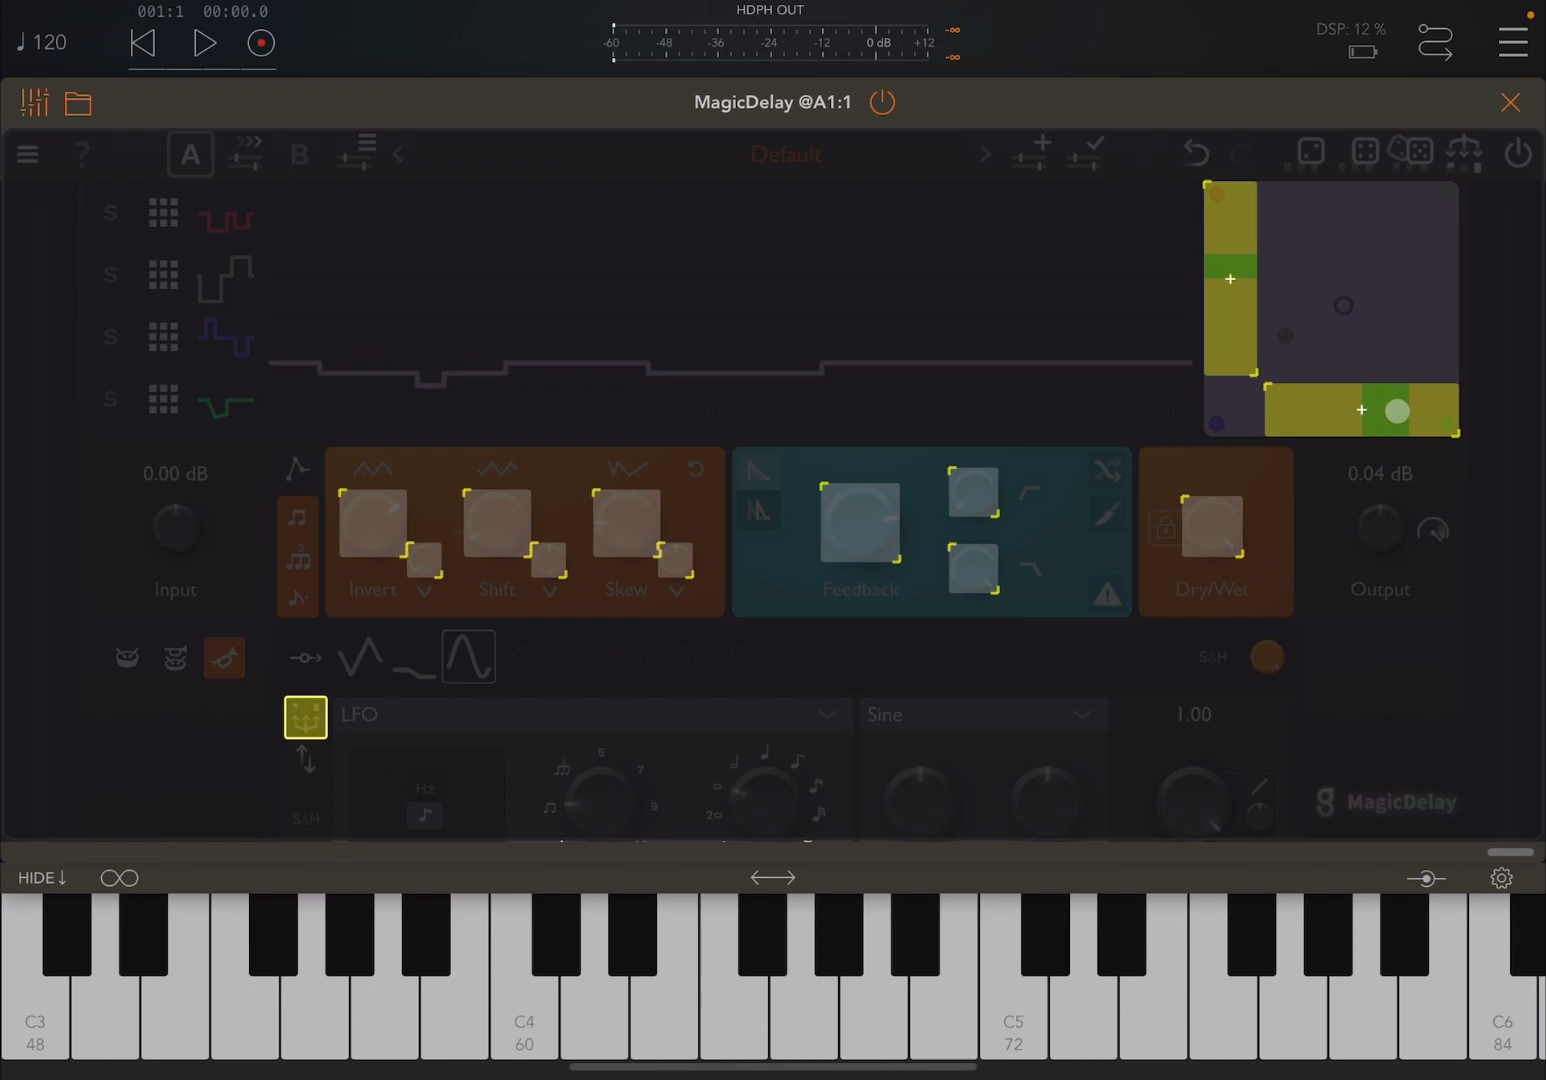 001:1 00:00.0
HDPH OUT
♩ 120
-60 -48 -36 -24 -12 0 dB +12
-∞
-∞
DSP: 12 %
MagicDelay @A1:1
?
A
B
Default
S
S
S
S
0.00 dB
0.04 dB
3
Input
Invert
Shift
Skew
Feedback
Dry/Wet
Output
S&H
LFO
Sine
1.00
5
7
9
2
Hz
S&H
MagicDelay
HIDE↓
C3
48
C4
60
C5
72
C6
84